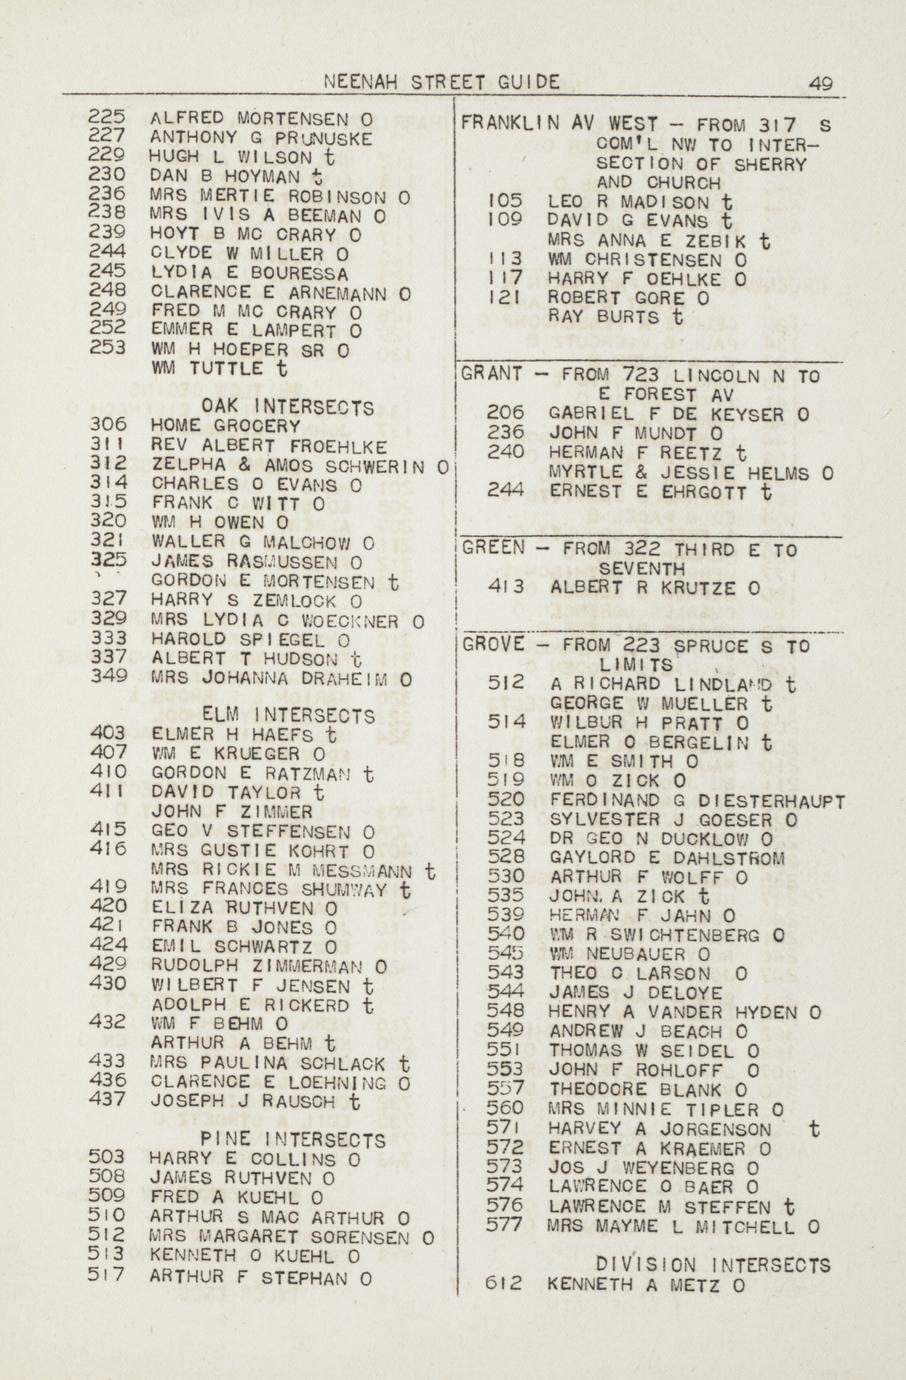 NEENAH STREET GUIDE 49
225 ALFRED MORTENSEN O
227 ANTHONY G PRUNUSKE
229 HUGH L WILSON t
230 DAN B HOYMAN t
236 MRS MERTIE ROBINSON O
238 MRS IVIS A BEEMAN O
239 HOYT B MC CRARY O
244 CLYDE W MILLER O
245 LYDIA E BOURESSA
248 CLARENCE E ARNEMANN O
249 FRED M MC CRARY O
252 EMMER E LAMPERT O
253 WM H HOEPER SR O
WM TUTTLE t
OAK INTERSECTS
306 HOME GROCERY
311 REV ALBERT FROEHLKE
312 ZELPHA & AMOS SCHWERIN O
314 CHARLES O EVANS O
315 FRANK C WITT O
320 WM H OWEN O
321 WALLER G MALCHOW O
325 JAMES RASMUSSEN O
GORDON E MORTENSEN t
327 HARRY S ZEMLOCK O
329 MRS LYDIA C WOECKNER O
333 HAROLD SPIEGEL O
337 ALBERT T HUDSON t
349 MRS JOHANNA DRAHEIM O
ELM INTERSECTS
403 ELMER H HAEFS t
407 WM E KRUEGER O
410 GORDON E RATZMAN t
411 DAVID TAYLOR t
JOHN F ZIMMER
415 GEO V STEFFENSEN O
416 MRS GUSTIE KOHRT O
MRS RICKIE M MESSMANN t
419 MRS FRANCES SHUMWAY t
420 ELIZA RUTHVEN O
421 FRANK B JONES O
424 EMIL SCHWARTZ O
429 RUDOLPH ZIMMERMAN O
430 WILBERT F JENSEN t
ADOLPH E RICKERD t
432 WM F BEHM O
ARTHUR A BEHM t
433 MRS PAULINA SCHLACK t
436 CLARENCE E LOEHNING O
437 JOSEPH J RAUSCH t
PINE INTERSECTS
503 HARRY E COLLINS O
508 JAMES RUTHVEN O
509 FRED A KUEHL O
510 ARTHUR S MAC ARTHUR O
512 MRS MARGARET SORENSEN O
513 KENNETH O KUEHL O
517 ARTHUR F STEPHAN O
FRANKLIN AV WEST – FROM 317 S
COM'L NW TO INTER–
SECTION OF SHERRY
AND CHURCH
105 LEO R MADISON t
109 DAVID G EVANS t
MRS ANNA E ZEBIK t
113 WM CHRISTENSEN O
117 HARRY F OEHLKE O
121 ROBERT GORE O
RAY BURTS t
GRANT – FROM 723 LINCOLN N TO
E FOREST AV
206 GABRIEL F DE KEYSER O
236 JOHN F MUNDT O
240 HERMAN F REETZ t
MYRTLE & JESSIE HELMS O
244 ERNEST E EHRGOTT t
GREEN – FROM 322 THIRD E TO
SEVENTH
413 ALBERT R KRUTZE O
GROVE – FROM 223 SPRUCE S TO
LIMITS
512 A RICHARD LINDLAND t
GEORGE W MUELLER t
514 WILBUR H PRATT O
ELMER O BERGELIN t
518 WM E SMITH O
519 WM O ZICK O
520 FERDINAND G DIESTERHAUPT
523 SYLVESTER J GOESER O
524 DR GEO N DUCKLOW O
528 GAYLORD E DAHLSTROM
530 ARTHUR F WOLFF O
535 JOHN. A ZICK t
539 HERMAN F JAHN O
540 WM R SWICHTENBERG O
545 WM NEUBAUER O
543 THEO C LARSON O
544 JAMES J DELOYE
548 HENRY A VANDER HYDEN O
549 ANDREW J BEACH O
551 THOMAS W SEIDEL O
553 JOHN F ROHLOFF O
557 THEODORE BLANK O
560 MRS MINNIE TIPLER O
571 HARVEY A JORGENSON t
572 ERNEST A KRAEMER O
573 JOS J WEYENBERG O
574 LAWRENCE O BAER O
576 LAWRENCE M STEFFEN t
577 MRS MAYME L MITCHELL O
DIVISION INTERSECTS
612 KENNETH A METZ O